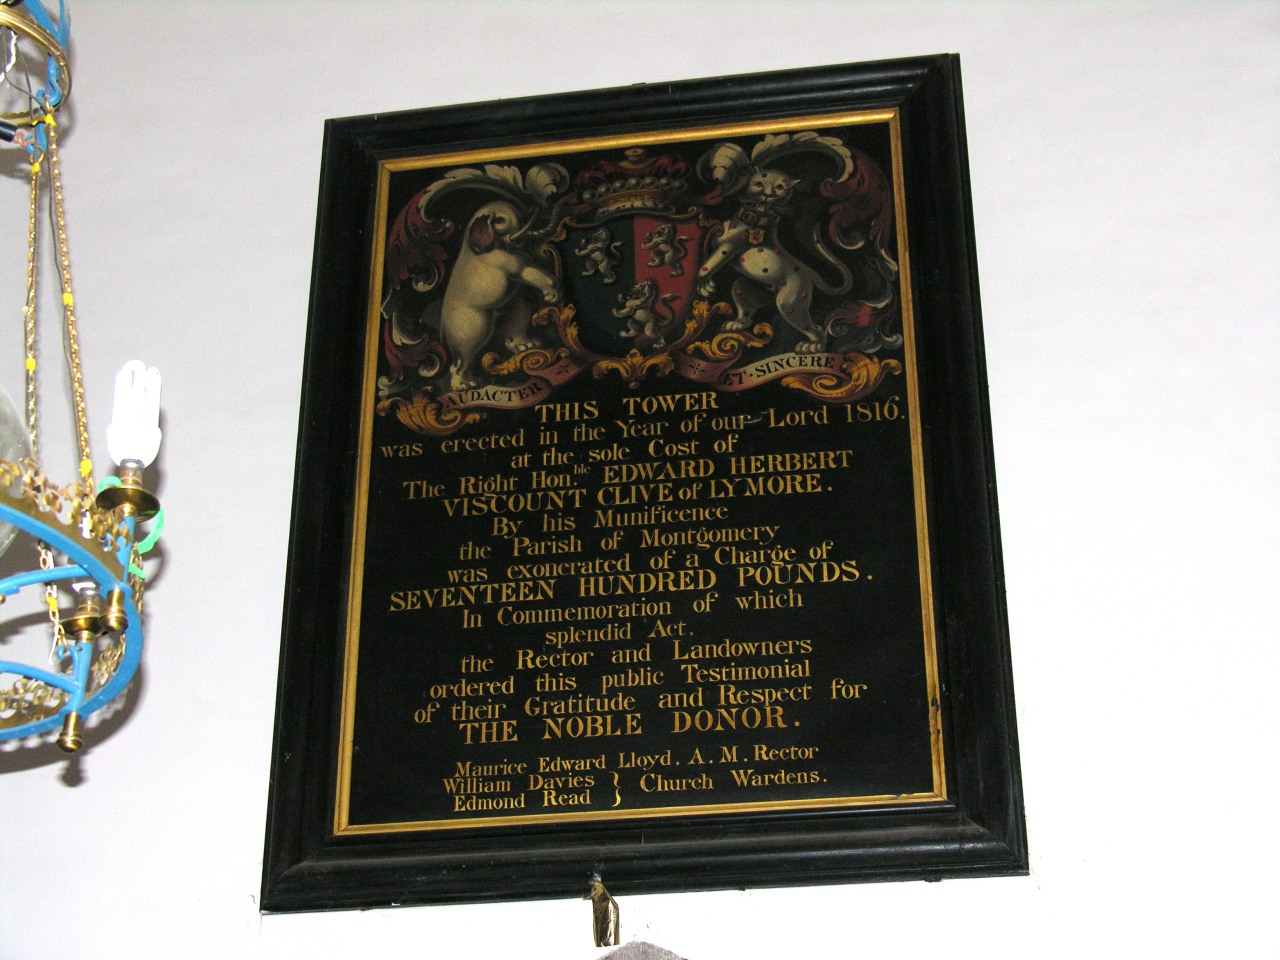 AUDACTER ET·SINCERE
THIS TOWER
was erected in the Year of our Lord 1816.
at the sole Cost of
The Right Hon.ble EDWARD HERBERT
VISCOUNT CLIVE of LYMORE.
By his Munificence
the Parish of Montgomery
was exonerated of a Charge of
SEVENTEEN HUNDRED POUNDS.
In Commemoration of which
splendid Act.
the Rector and Landowners
ordered this public Testimonial
of their Gratitude and Respect for
THE NOBLE DONOR.
Maurice Edward Lloyd. A. M. Rector
William Davies } Church Wardens.
Edmond Read